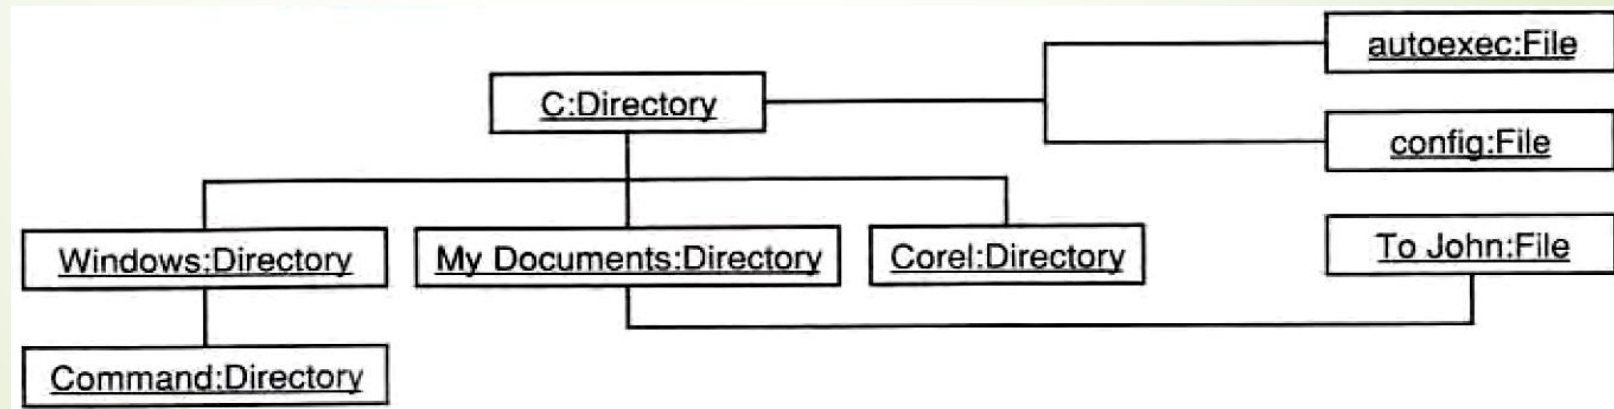 autoexec:File
C:Directory
config:File
Windows:Directory
My Documents:Directory
Corel:Directory
To John:File
Command:Directory